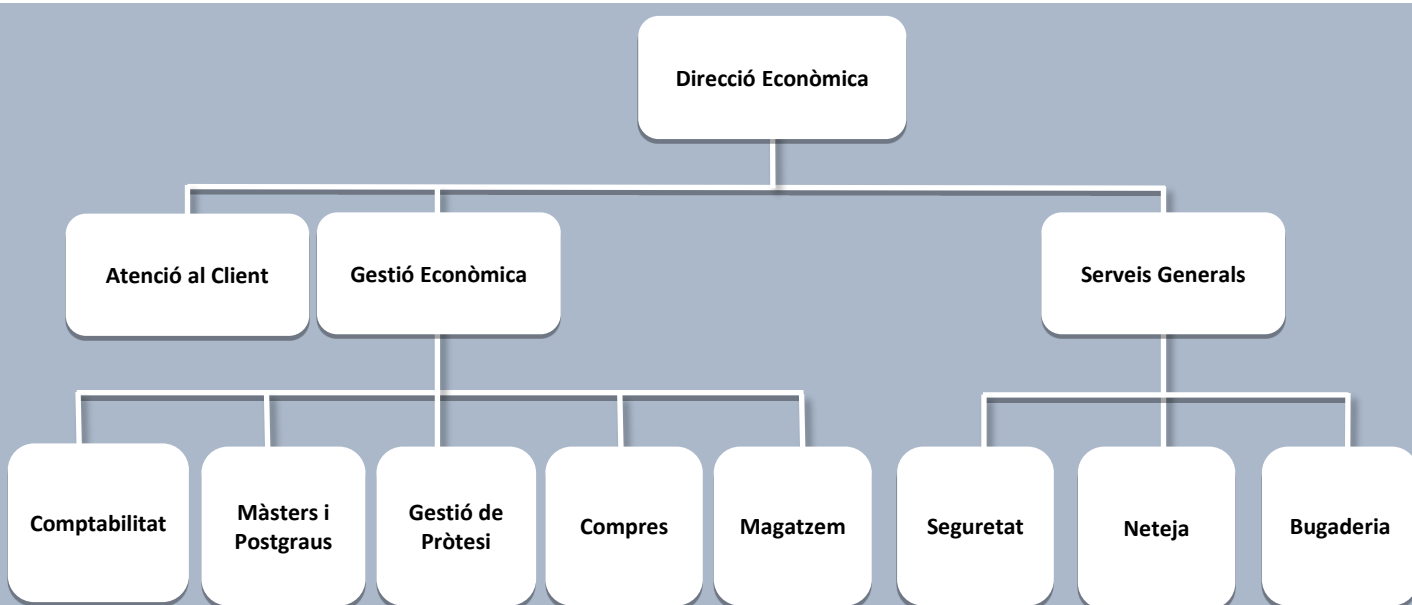 Direcció Econòmica
Atenció al Client
Gestió Econòmica
Serveis Generals
Comptabilitat
Màsters i
Postgraus
Gestió de
Pròtesi
Compres
Magatzem
Seguretat
Neteja
Bugaderia